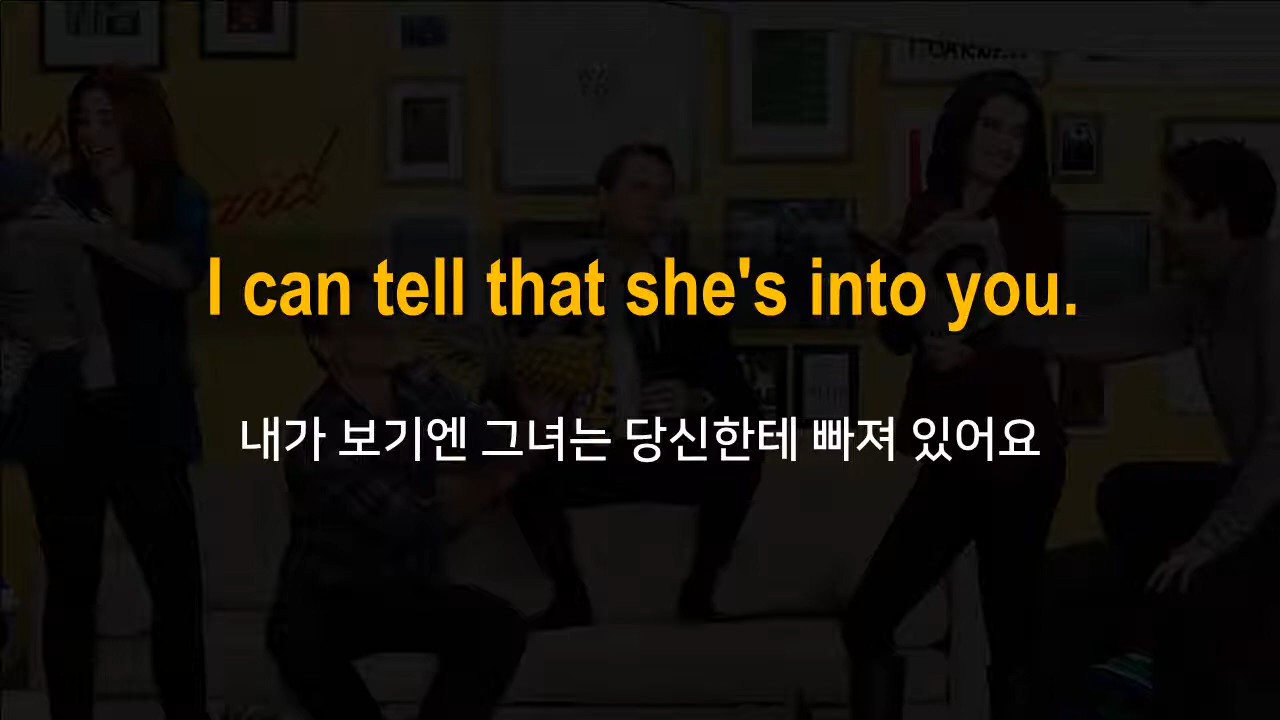 I can tell that she's into you.
내가 보기엔 그녀는 당신한테 빠져 있어요